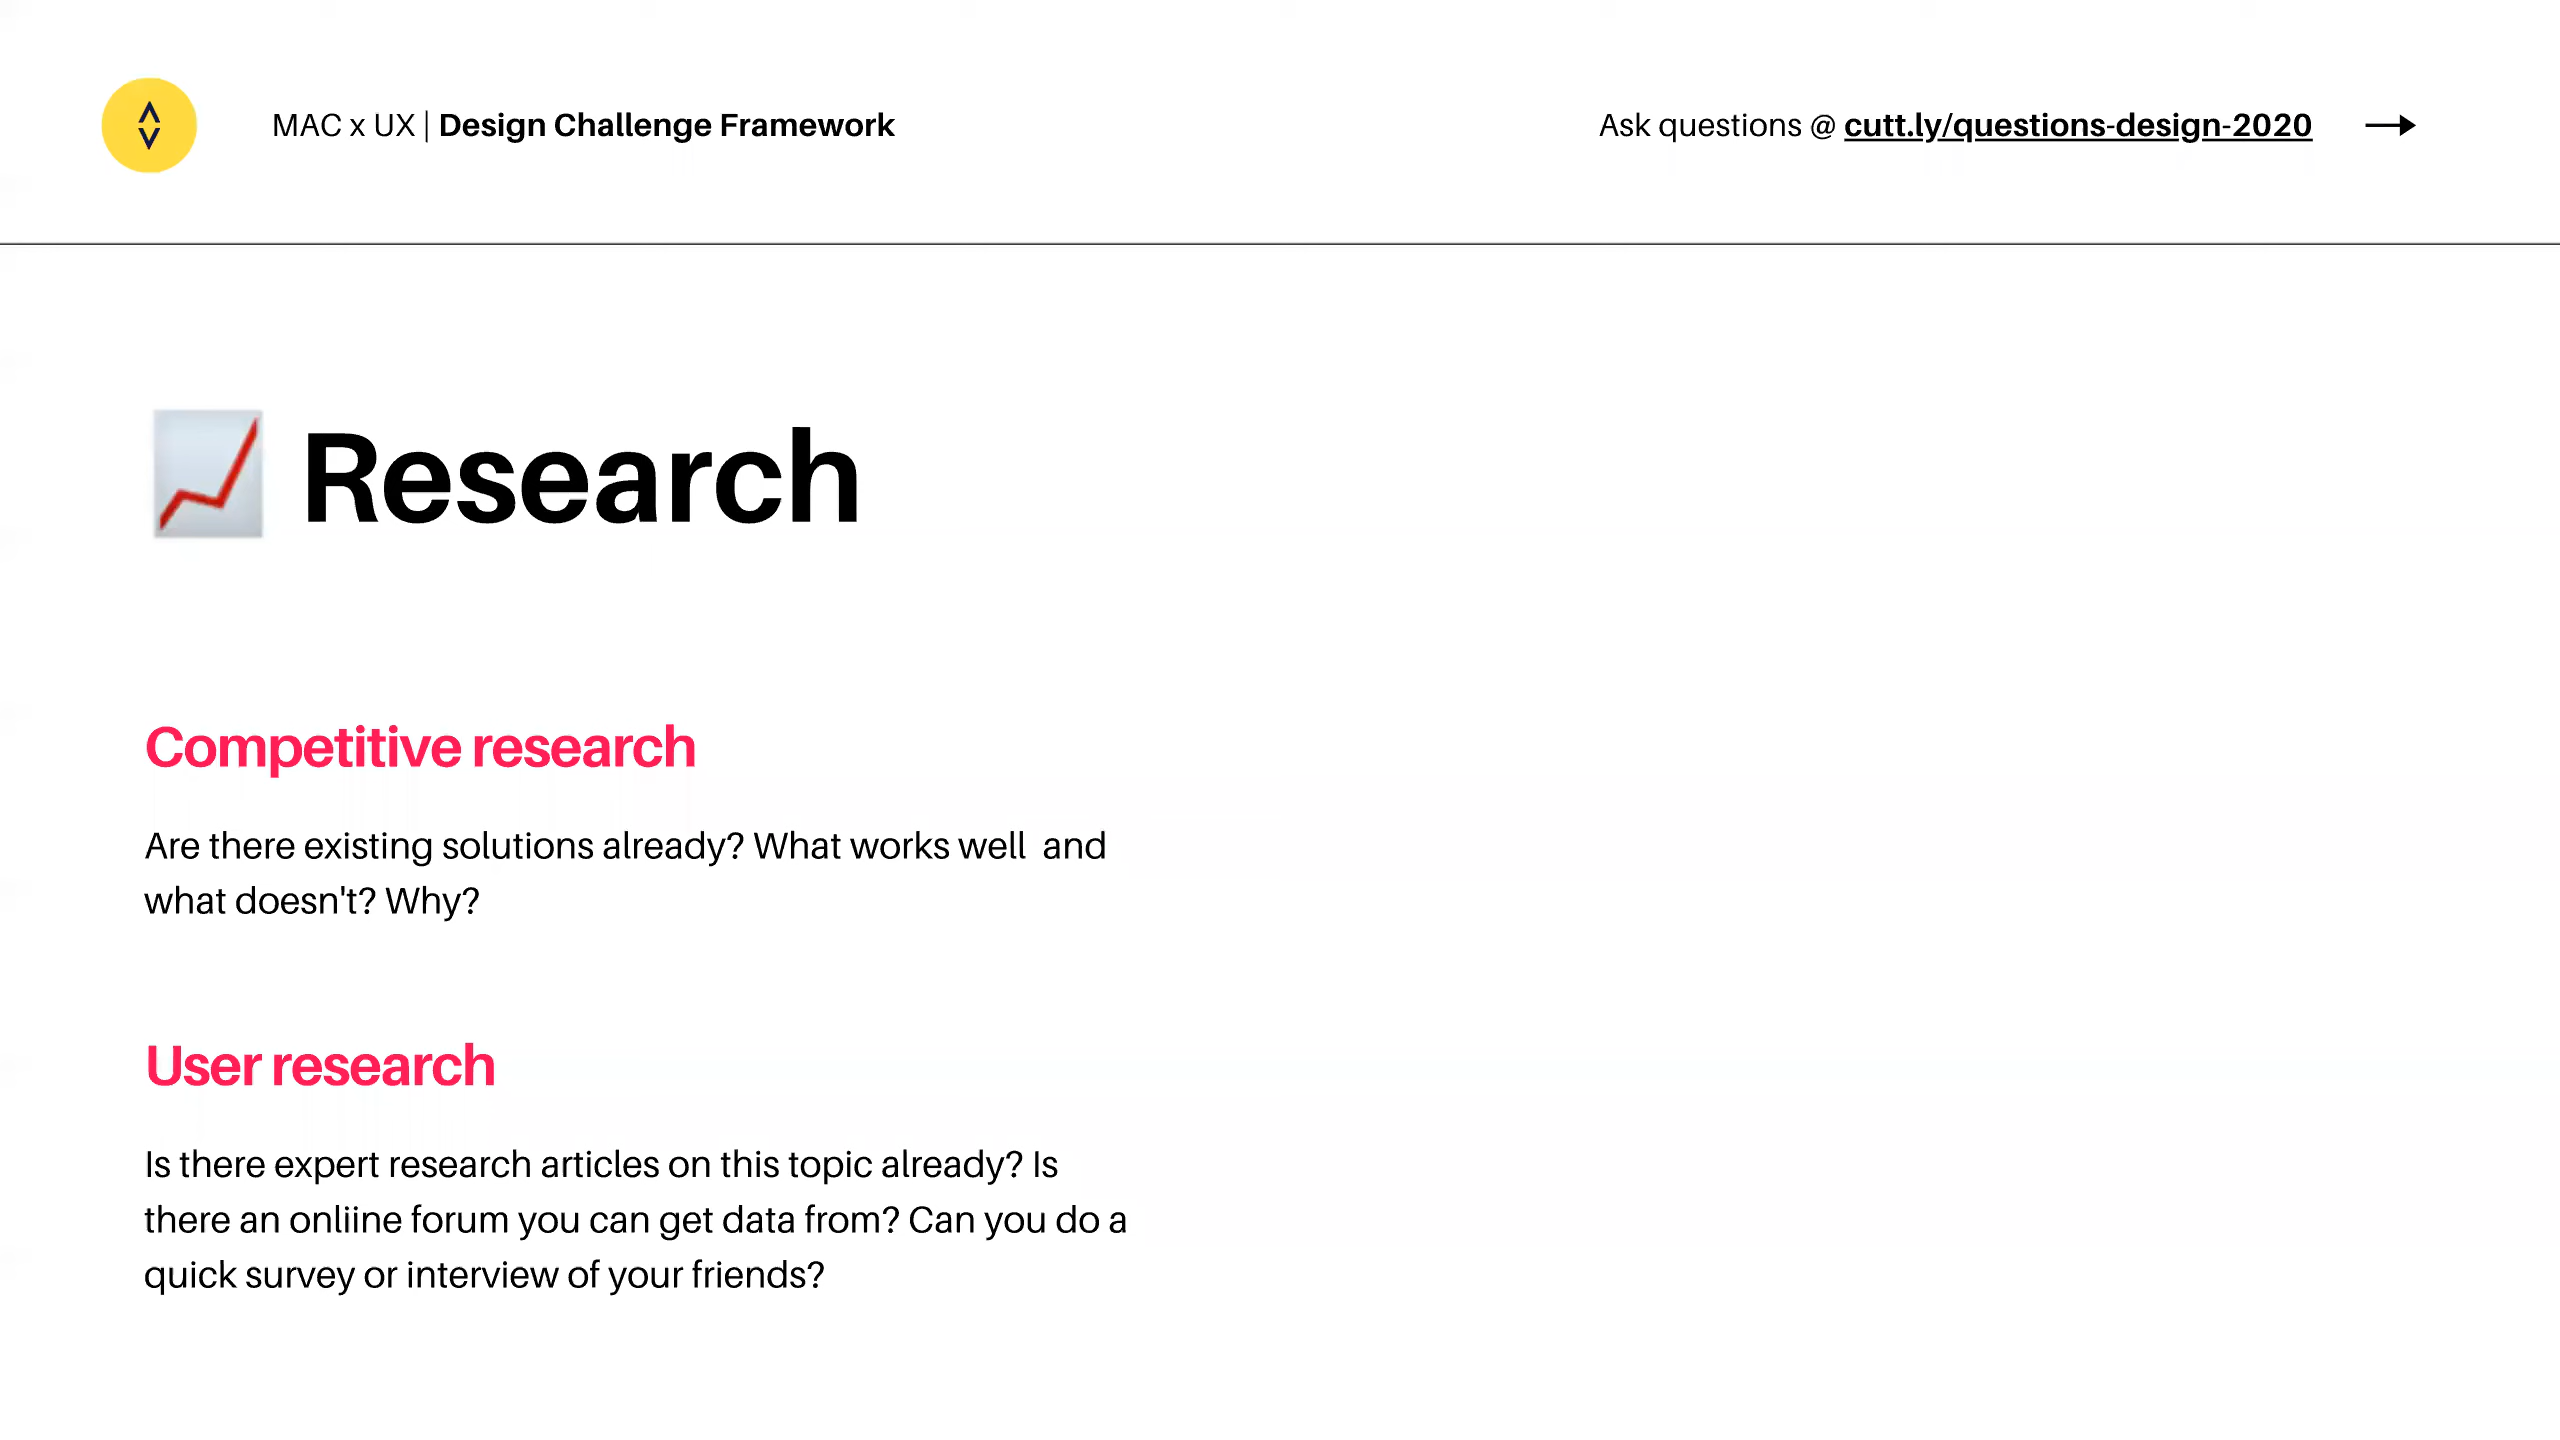 MAC x UX | Design Challenge Framework
Ask questions @ cutt.ly/questions-design-2020
Research
Competitive research
Are there existing solutions already? What works well  and
what doesn't? Why?
User research
Is there expert research articles on this topic already? Is
there an onliine forum you can get data from? Can you do a
quick survey or interview of your friends?